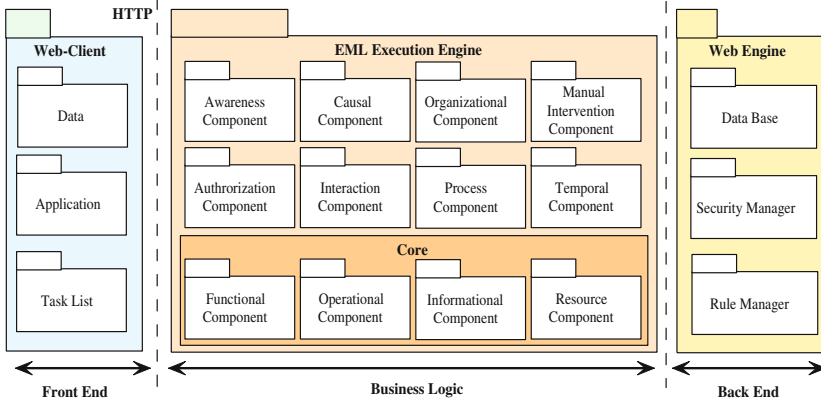 HTTP
Web-Client
Data
Application
Task List
EML Execution Engine
Awareness
Component
Causal
Component
Organizational
Component
Manual
Intervention
Component
Authrorization
Component
Interaction
Component
Process
Component
Temporal
Component
Core
Functional
Component
Operational
Component
Informational
Component
Resource
Component
Web Engine
Data Base
Security Manager
Rule Manager
Front End
Business Logic
Back End